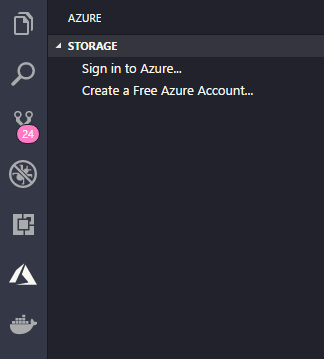 AZURE
STORAGE
Sign in to Azure...
Create a Free Azure Account...
24